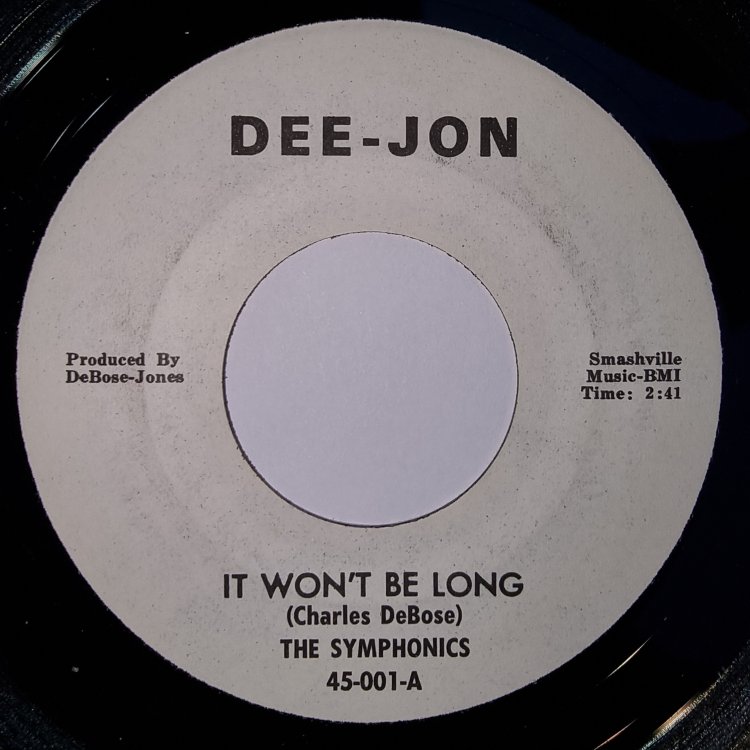 DEE-JON
Produced By
DeBose-Jones
Smashville
Music-BMI
Time: 2:41
IT WON'T BE LONG
(Charles DeBose)
THE SYMPHONICS
45-001-A